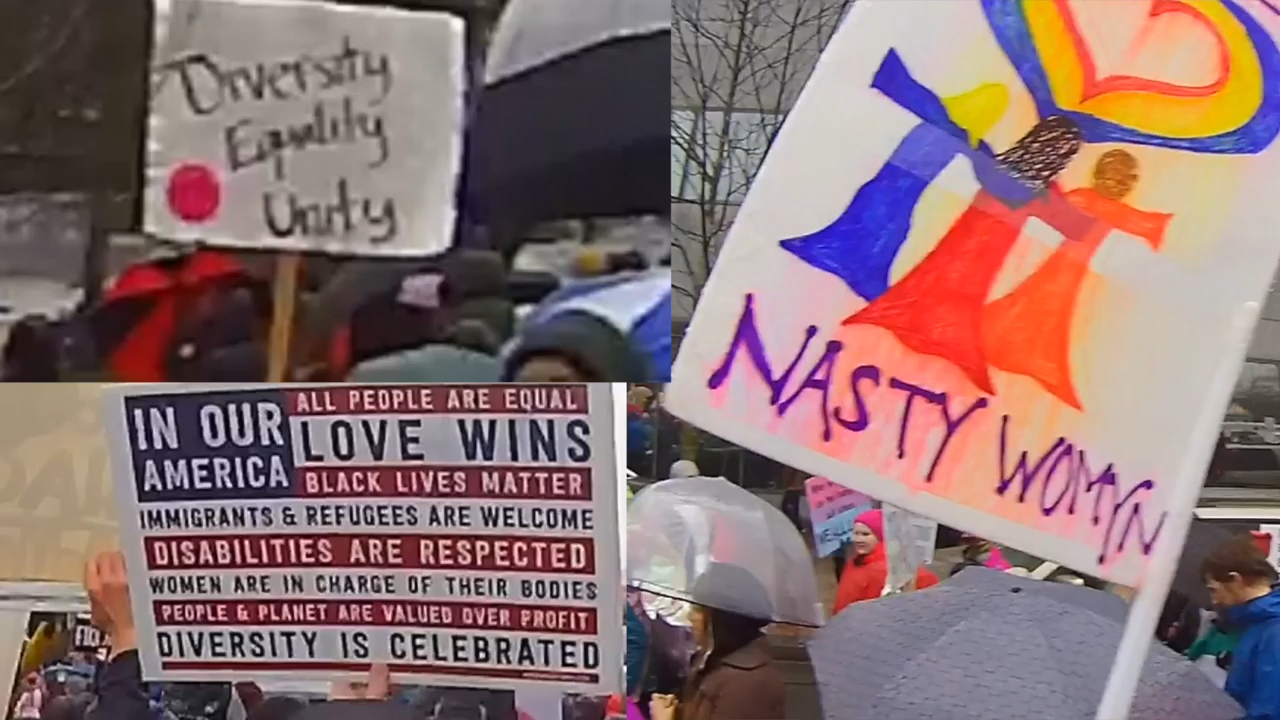 Diversity
Equality
Unity
NASTY WOMYN
IN OUR
AMERICA
ALL PEOPLE ARE EQUAL
LOVE WINS
BLACK LIVES MATTER
IMMIGRANTS & REFUGEES ARE WELCOME
DISABILITIES ARE RESPECTED
WOMEN ARE IN CHARGE OF THEIR BODIES
PEOPLE & PLANET ARE VALUED OVER PROFIT
DIVERSITY IS CELEBRATED